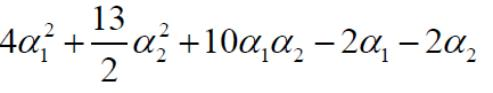 4α₁² + 13/2 α₂² + 10α₁α₂ − 2α₁ − 2α₂